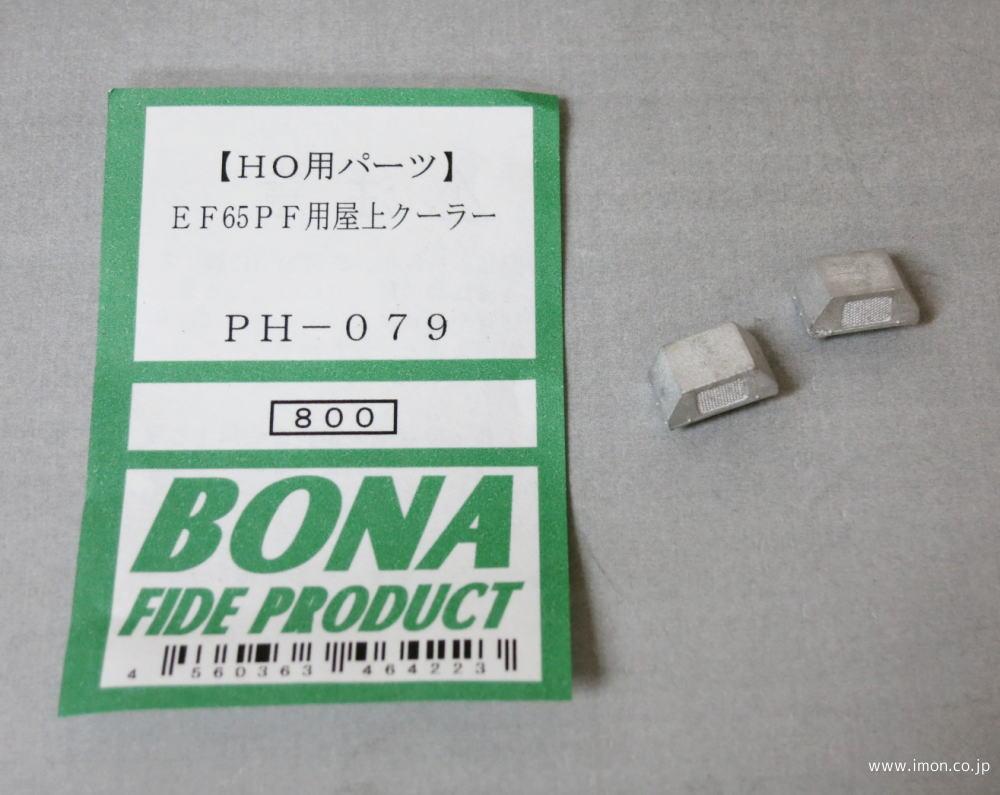 【ＨＯ用パーツ】
ＥＦ65ＰＦ用屋上クーラー
ＰＨ－０７９
８００
BONA
FIDE PRODUCT
4 560363 464223
www.imon.co.jp